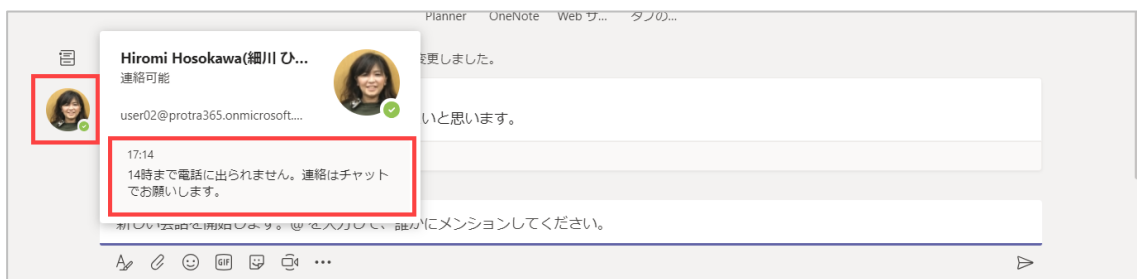 Planner OneNote Web サ... タブの...
Hiromi Hosokawa(細川 ひ...
変更しました。
連絡可能
user02@protra365.onmicrosoft....
いと思います。
17:14
14時まで電話に出られません。連絡はチャット
でお願いします。
新しい会話を開始します。@ を入力して、誰かにメンションしてください。
GIF